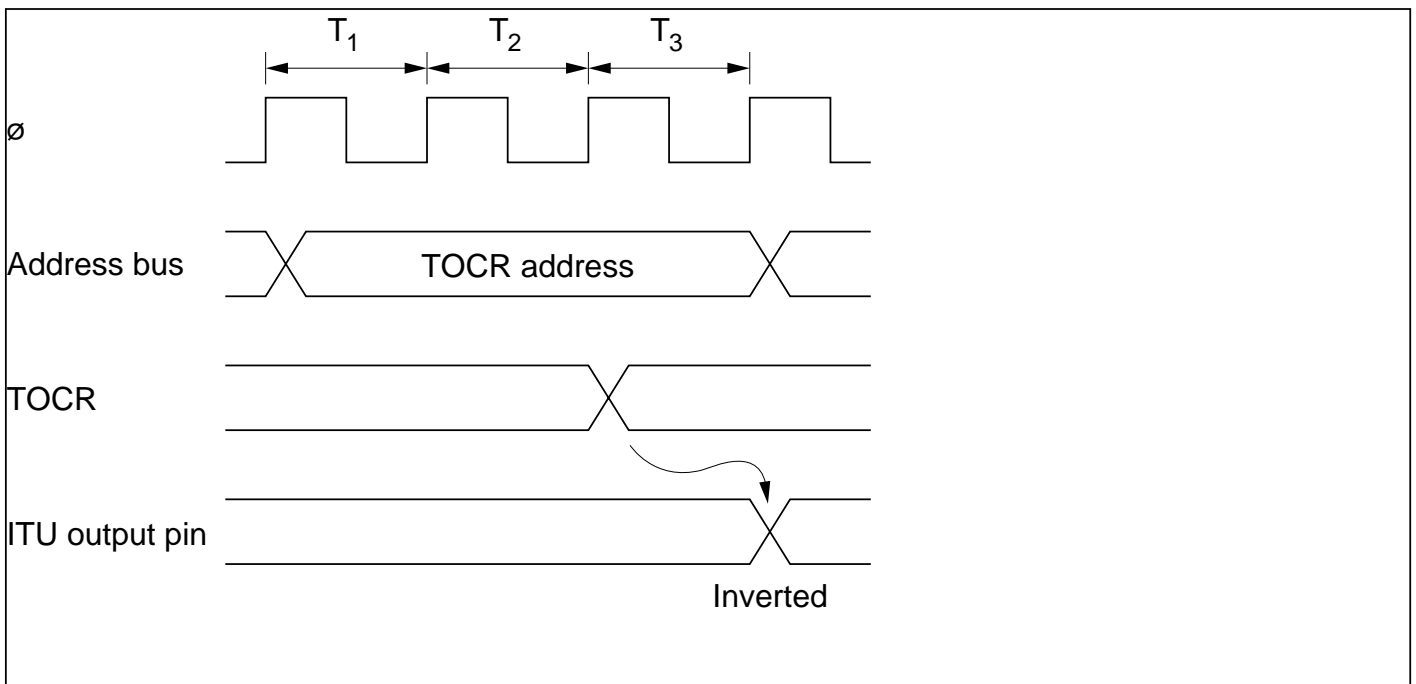 T1 T2 T3
ø
Address bus TOCR address
TOCR
ITU output pin
Inverted